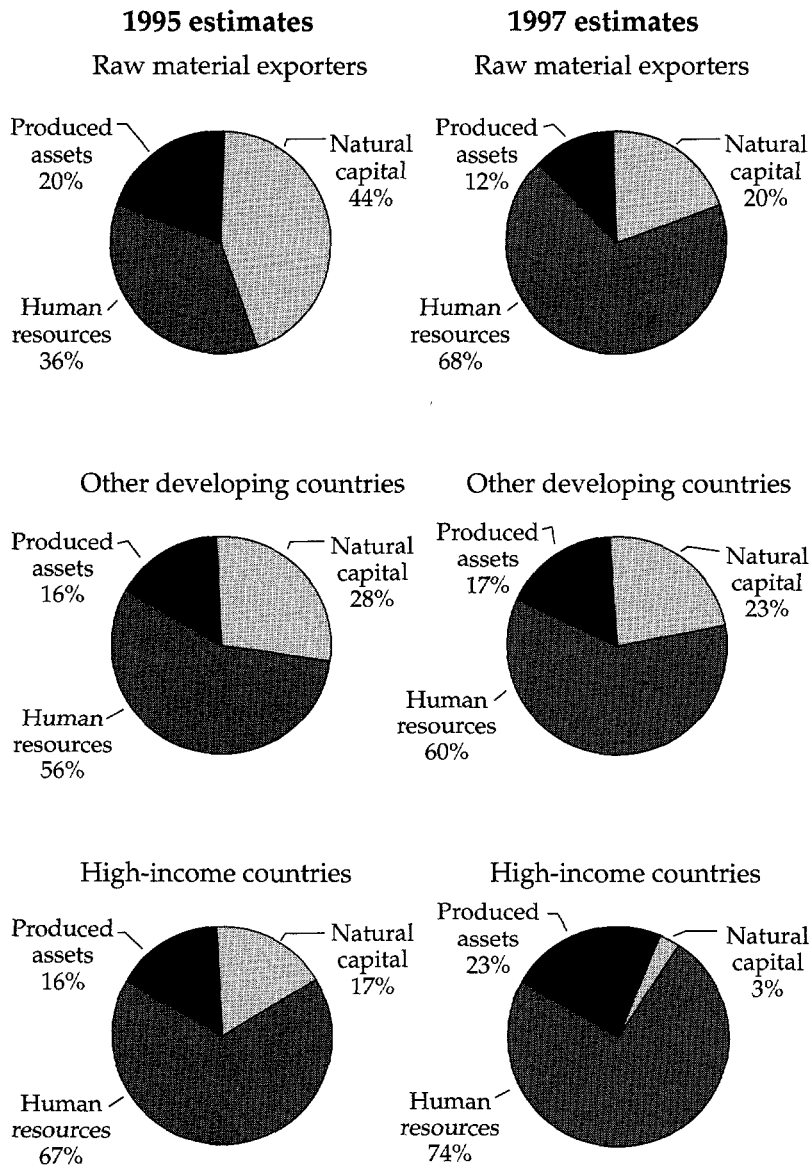 1995 estimates
Raw material exporters
Produced
assets
20%
Natural
capital
44%
Human
resources
36%
1997 estimates
Raw material exporters
Produced
assets
12%
Natural
capital
20%
Human
resources
68%
Other developing countries
Produced
assets
16%
Natural
capital
28%
Human
resources
56%
Other developing countries
Produced
assets
17%
Natural
capital
23%
Human
resources
60%
High-income countries
Produced
assets
16%
Natural
capital
17%
Human
resources
67%
High-income countries
Produced
assets
23%
Natural
capital
3%
Human
resources
74%